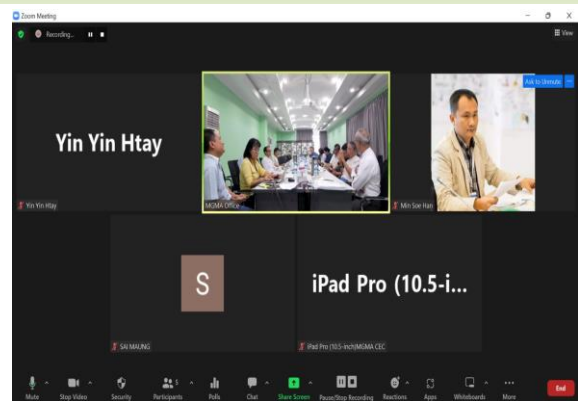 Zoom Meeting
Recording...
View
Ask to Unmute
Yin Yin Htay
Yin Yin Htay
MGMA Office
Min Soe Han
S
iPad Pro (10.5-i...
SAI MAUNG
iPad Pro (10.5-inch)MGMA CEC
5
Mute Stop Video Security Participants Polls Chat Share Screen Pause/Stop Recording Reactions Apps Whiteboards More End